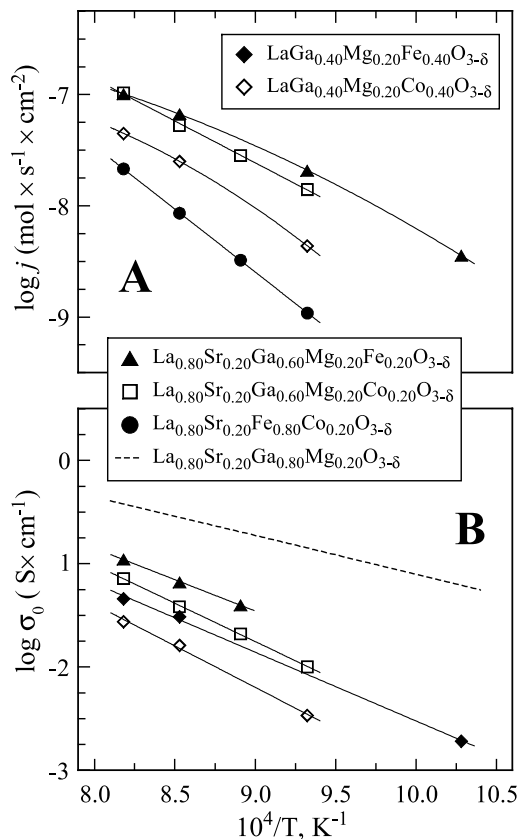 LaGa₀.₄₀Mg₀.₂₀Fe₀.₄₀O₃₋δ
LaGa₀.₄₀Mg₀.₂₀Co₀.₄₀O₃₋δ
-7
-8
-9
log j (mol × s⁻¹ × cm⁻²)
A
La₀.₈₀Sr₀.₂₀Ga₀.₆₀Mg₀.₂₀Fe₀.₂₀O₃₋δ
La₀.₈₀Sr₀.₂₀Ga₀.₆₀Mg₀.₂₀Co₀.₂₀O₃₋δ
La₀.₈₀Sr₀.₂₀Fe₀.₈₀Co₀.₂₀O₃₋δ
La₀.₈₀Sr₀.₂₀Ga₀.₈₀Mg₀.₂₀O₃₋δ
0
1
-2
-3
log σ₀ ( S× cm⁻¹)
B
8.0 8.5 9.0 9.5 10.0 10.5
10⁴/T, K⁻¹